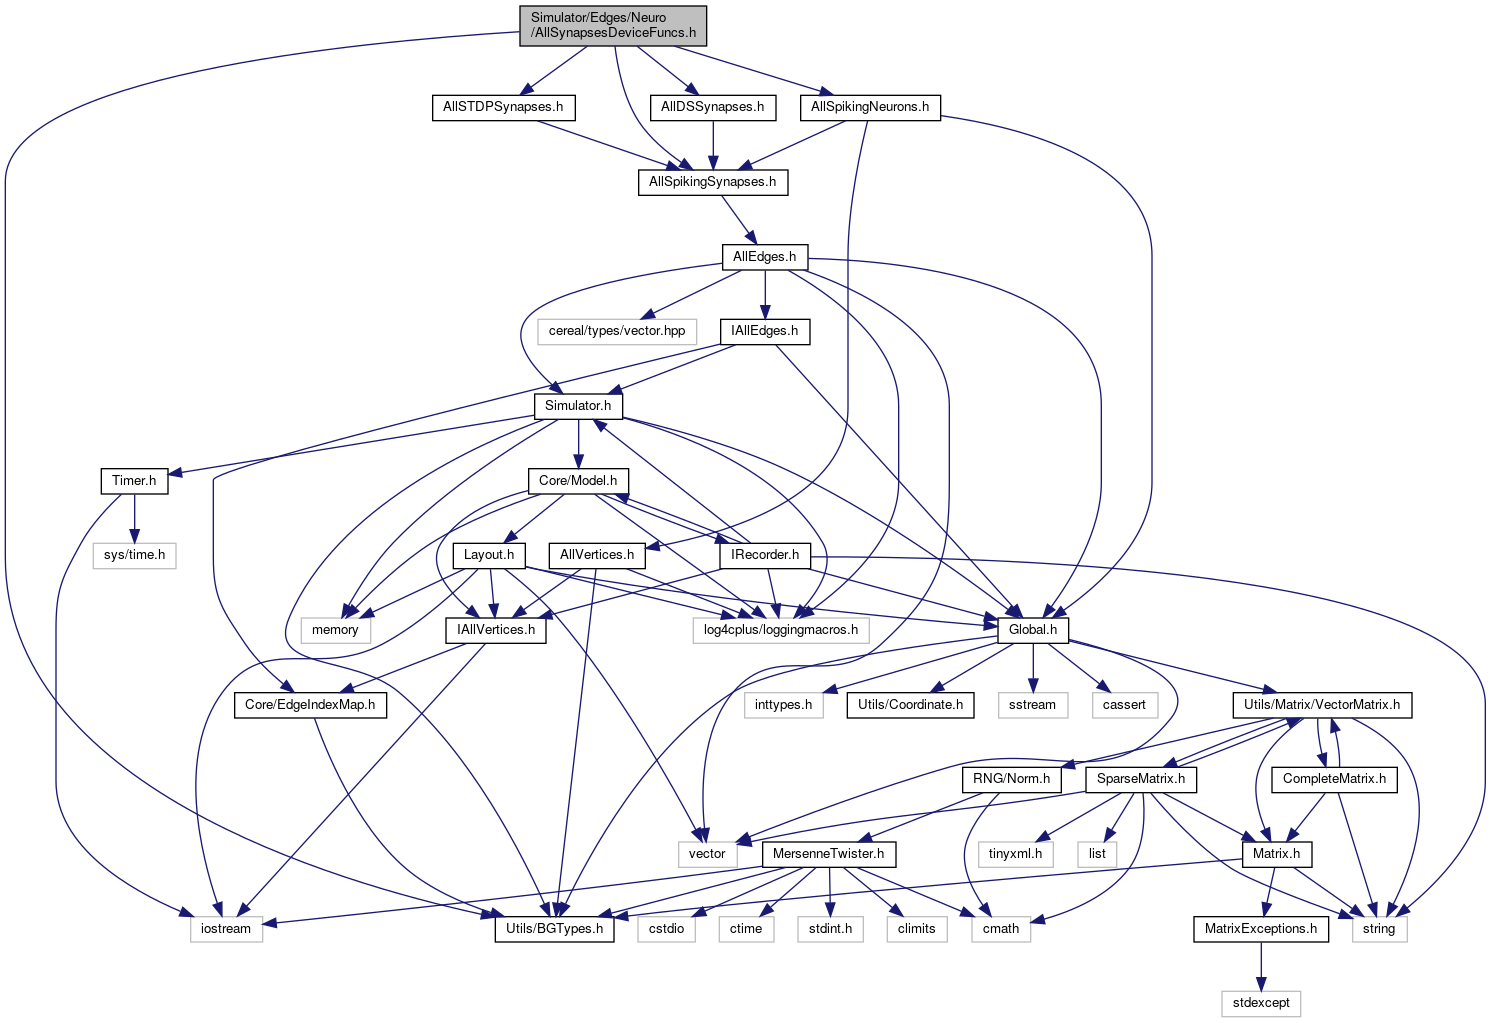 Simulator/Edges/Neuro
/AllSynapsesDeviceFuncs.h
AllSTDPSynapses.h
AllDSSynapses.h
AllSpikingNeurons.h
AllSpikingSynapses.h
AllEdges.h
cereal/types/vector.hpp
IAllEdges.h
Simulator.h
Timer.h
Core/Model.h
sys/time.h
Layout.h
AllVertices.h
IRecorder.h
memory
IAllVertices.h
log4cplus/loggingmacros.h
Global.h
Core/EdgeIndexMap.h
inttypes.h
Utils/Coordinate.h
sstream
cassert
Utils/Matrix/VectorMatrix.h
RNG/Norm.h
SparseMatrix.h
CompleteMatrix.h
vector
MersenneTwister.h
tinyxml.h
list
Matrix.h
iostream
Utils/BGTypes.h
cstdio
ctime
stdint.h
climits
cmath
MatrixExceptions.h
string
stdexcept